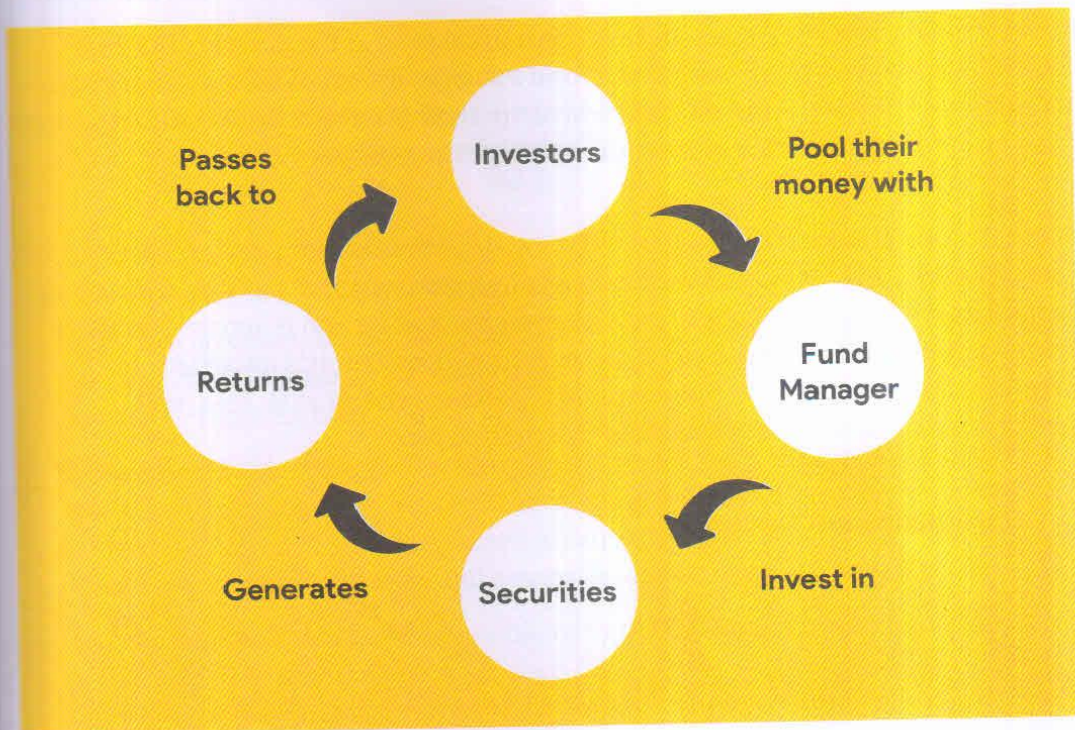 Investors
Pool their
money with
Fund
Manager
Invest in
Securities
Generates
Returns
Passes
back to